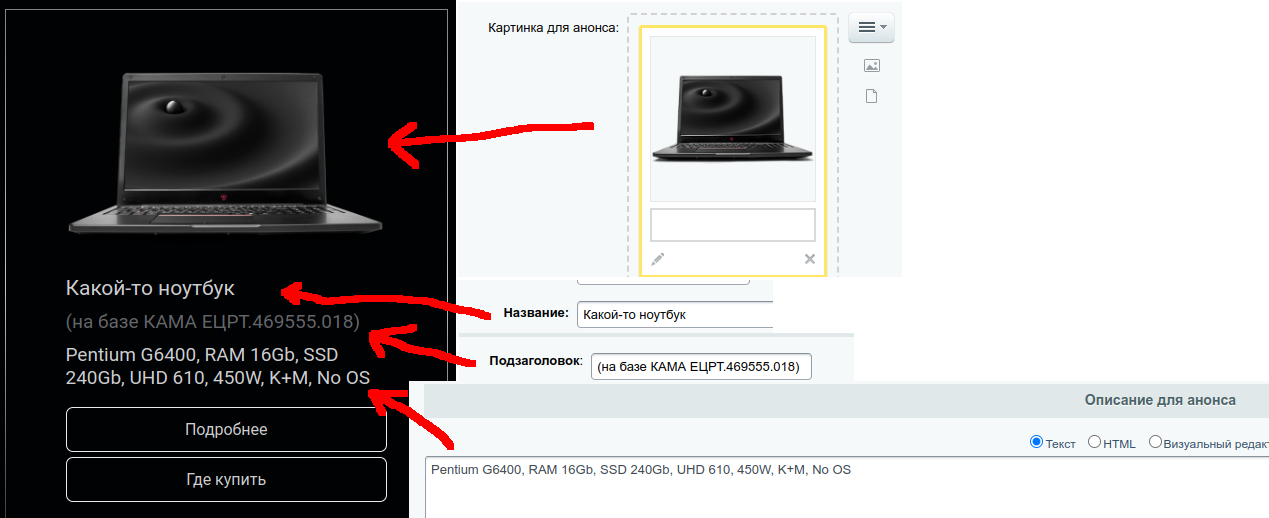 Картинка для анонса:
Какой-то ноутбук
(на базе КАМА ЕЦРТ.469555.018)
Pentium G6400, RAM 16Gb, SSD
240Gb, UHD 610, 450W, K+M, No OS
Подробнее
Где купить
Название:
Какой-то ноутбук
Подзаголовок:
(на базе КАМА ЕЦРТ.469555.018)
Описание для анонса
Текст HTML Визуальный редакт
Pentium G6400, RAM 16Gb, SSD 240Gb, UHD 610, 450W, K+M, No OS